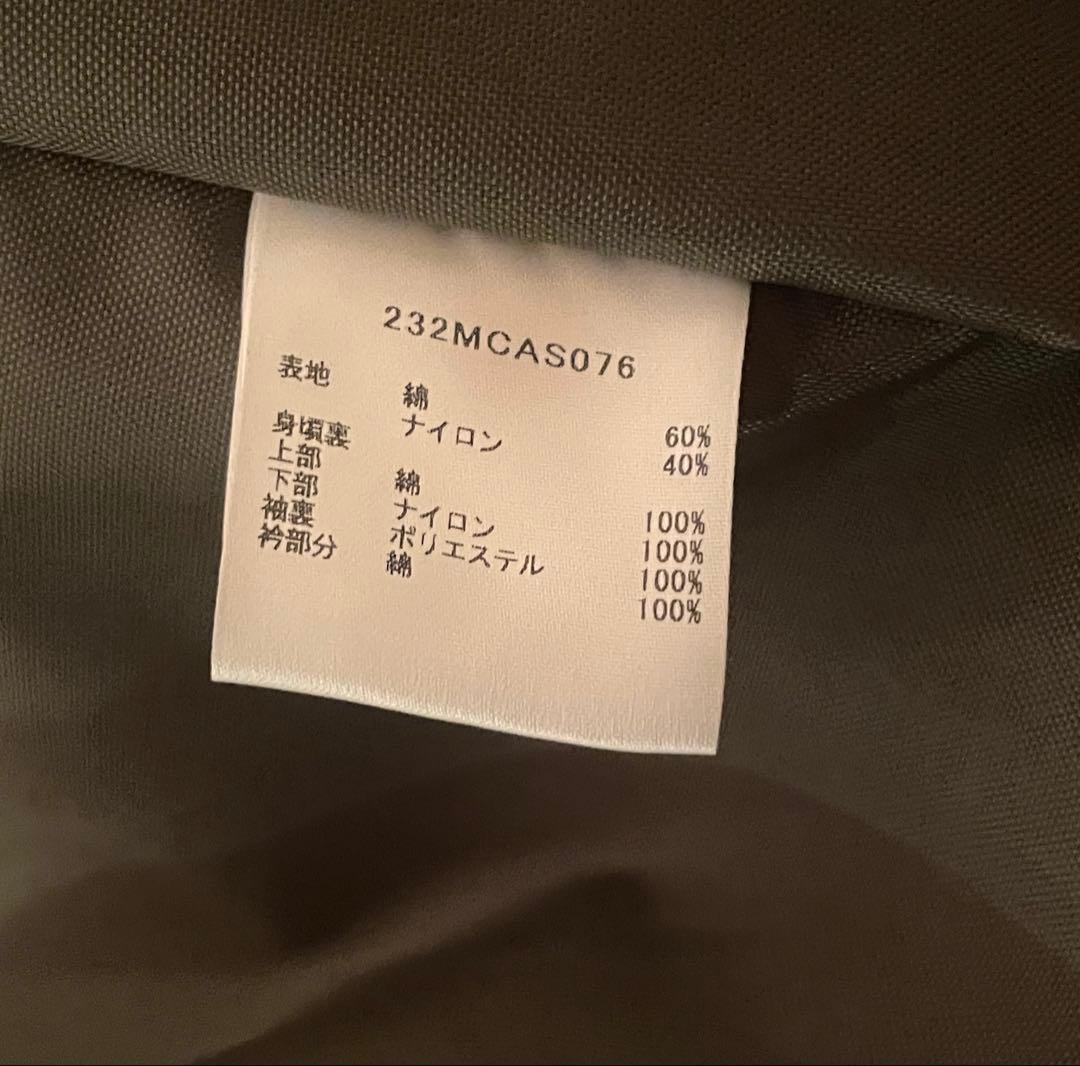 232MCAS076
表地 綿 60%
ナイロン 40%
身頃裏
上部 綿 100%
下部 ナイロン 100%
袖裏 ポリエステル 100%
衿部分 綿 100%